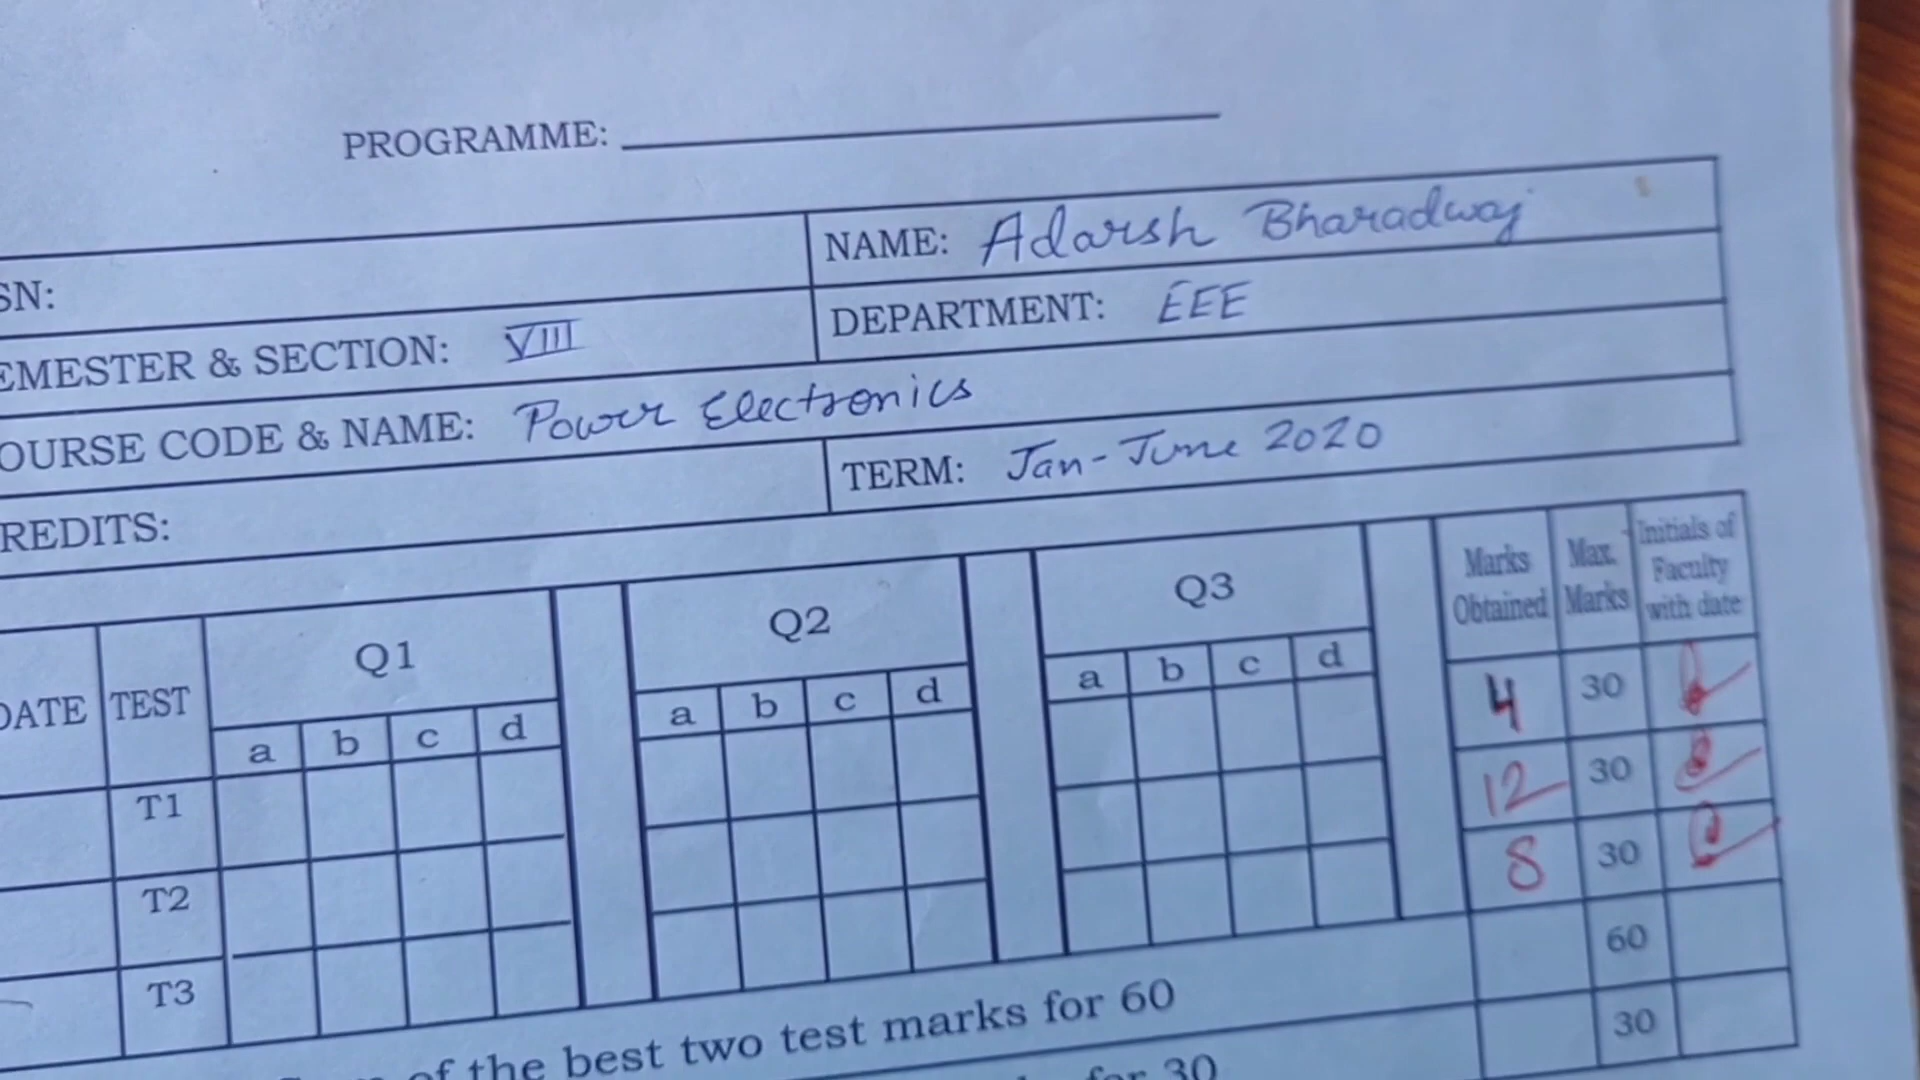 PROGRAMME:
SN: NAME: Adarsh Bharadwaj
EMESTER & SECTION: VIII DEPARTMENT: EEE
OURSE CODE & NAME: Power Electronics
REDITS: TERM: Jan-June 2020
DATE TEST Q1 Q2 Q3 Marks Obtained Max. Marks Initials of Faculty with date
a b c d a b c d a b c d
T1 4 30
T2 12 30
T3 8 30
of the best two test marks for 60 60
for 30 30